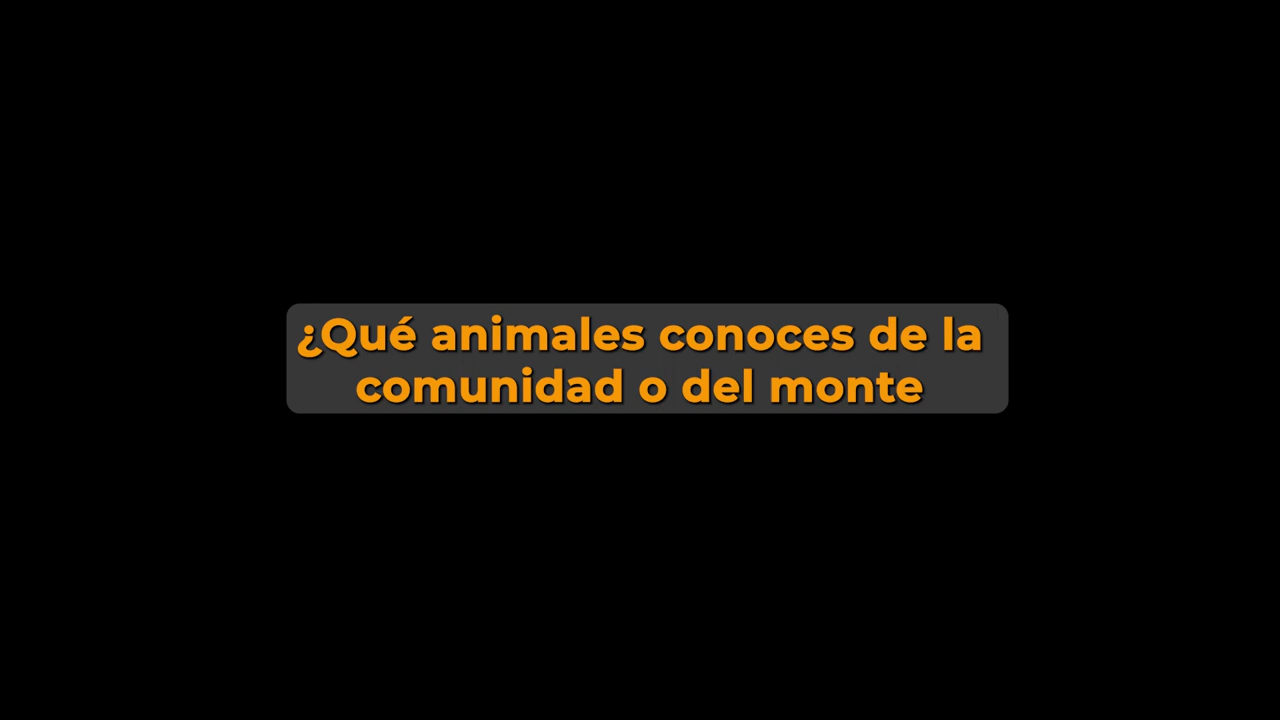 ¿Qué animales conoces de la
comunidad o del monte